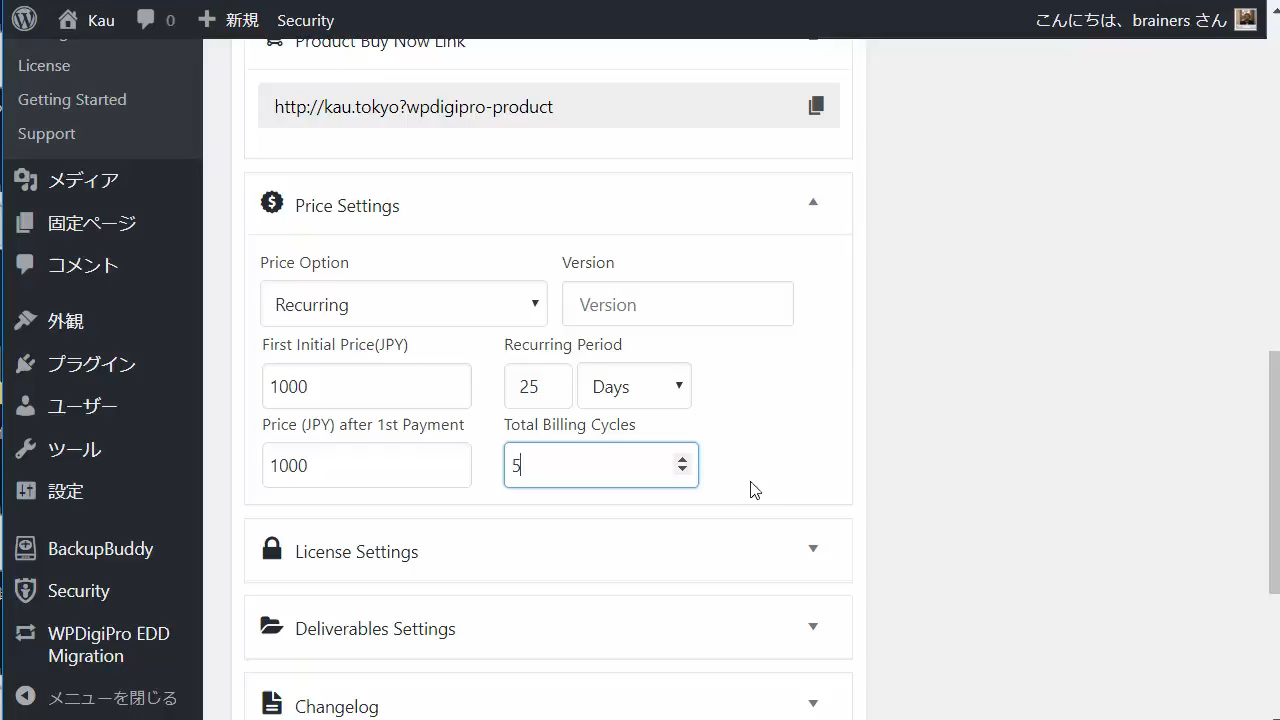 Kau
0
新規
Security
こんにちは、brainers さん
License
Getting Started
Support
メディア
固定ページ
コメント
外観
プラグイン
ユーザー
ツール
設定
BackupBuddy
Security
WPDigiPro EDD
Migration
メニューを閉じる
Product Buy Now Link
http://kau.tokyo?wpdigipro-product
Price Settings
Price Option
Version
Recurring
Version
First Initial Price(JPY)
Recurring Period
1000
25
Days
Price (JPY) after 1st Payment
Total Billing Cycles
1000
5
License Settings
Deliverables Settings
Changelog